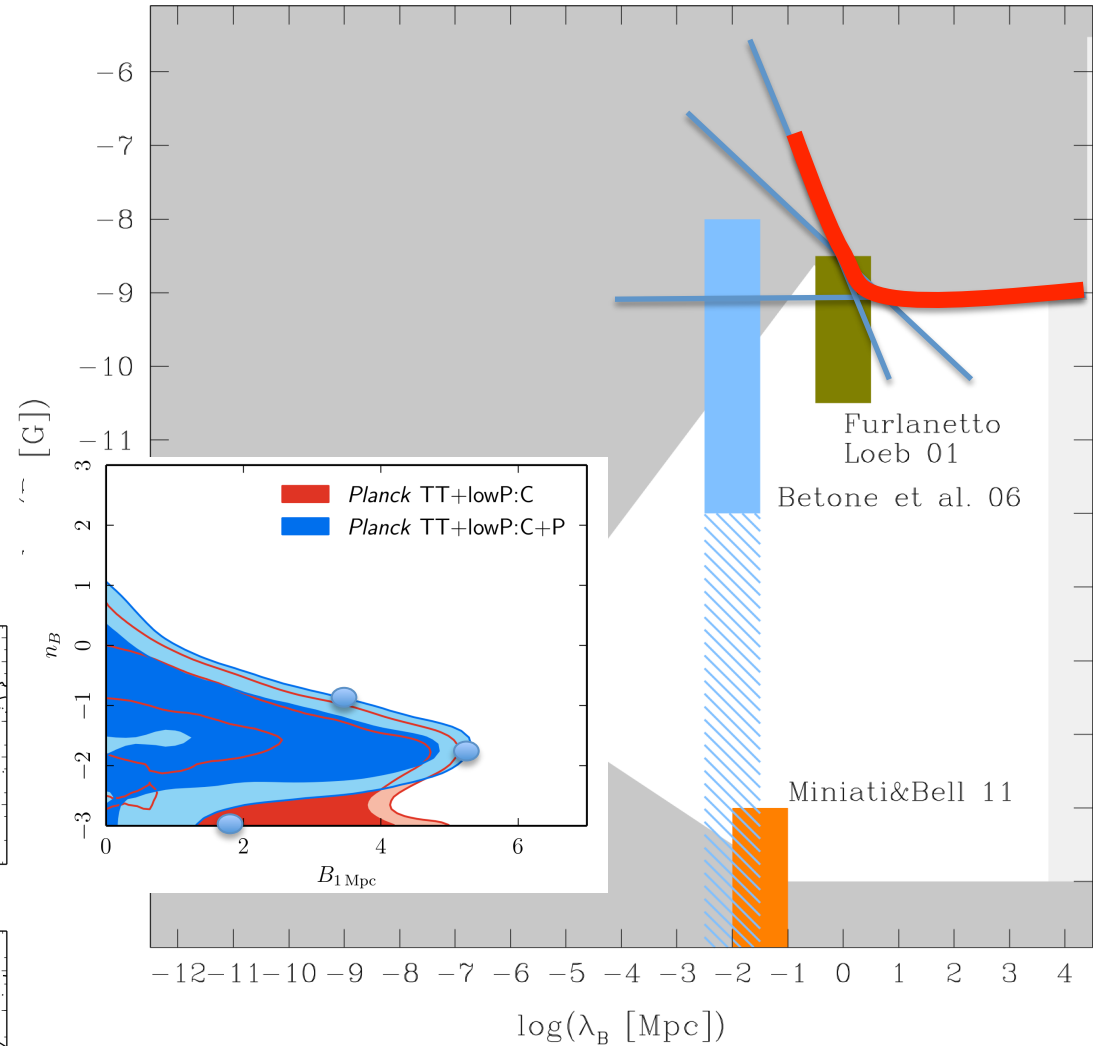 −6
−7
−8
−9
−10
−11
[G])
Furlanetto
Loeb 01
Betone et al. 06
Miniati&Bell 11
3
2
1
0
−1
−2
−3
n_B
Planck TT+lowP:C
Planck TT+lowP:C+P
0 2 4 6
B_{1 Mpc}
−12 −11 −10 −9 −8 −7 −6 −5 −4 −3 −2 −1 0 1 2 3 4
log(λ_B [Mpc])